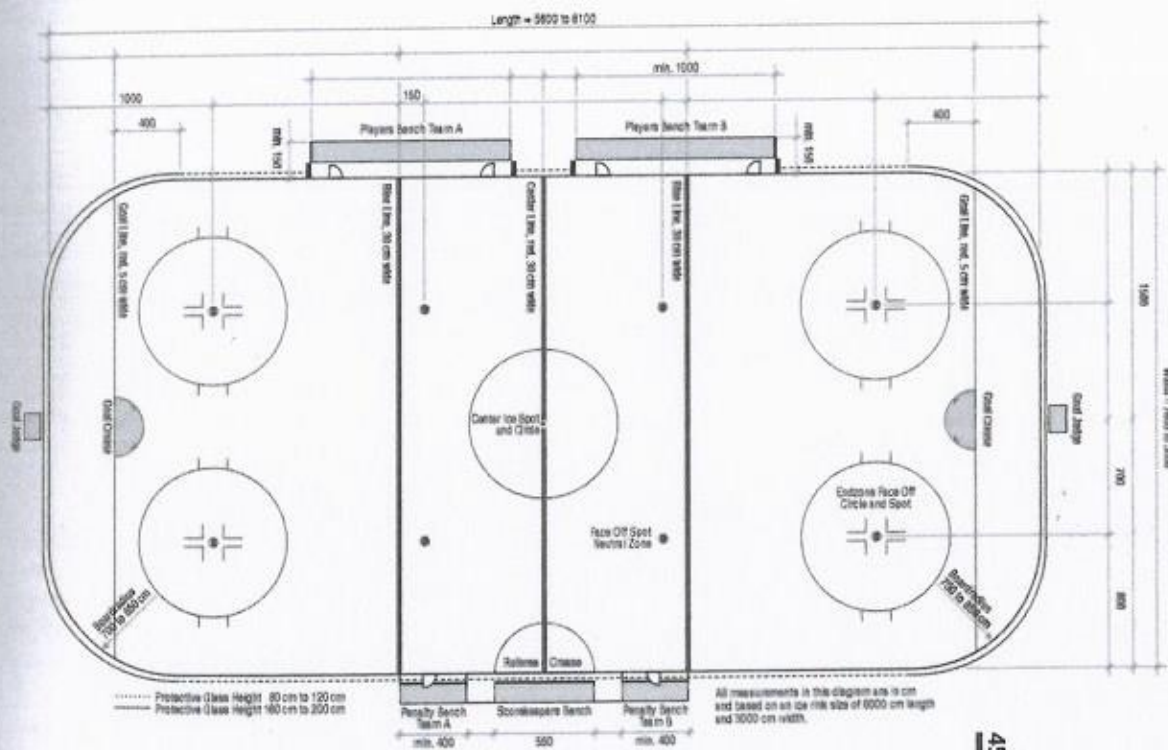 Length = 5600 to 6100
min. 1000
1000
150
400
400
Players Bench Team A
Players Bench Team B
min. 150
min. 150
Goal Line, red, 5 cm wide
Blue Line, 30 cm wide
Center Line, red, 30 cm wide
Blue Line, 30 cm wide
Goal Line, red, 5 cm wide
1500
Goal Judge
Goal Crease
Center Ice Spot
and Circle
Goal Crease
Goal Judge
700
Endzone Face Off
Circle and Spot
Face Off Spot
Neutral Zone
800
Boardradius
700 to 850 cm
Boardradius
Referee Crease
Protective Glass Height 80 cm to 120 cm
Protective Glass Height 160 cm to 200 cm
Penalty Bench
Team A
Scorekeepers Bench
Penalty Bench
Team B
min. 400
550
min. 400
All measurements in this diagram are in cm
and based on an ice rink size of 6000 cm length
and 3000 cm width.